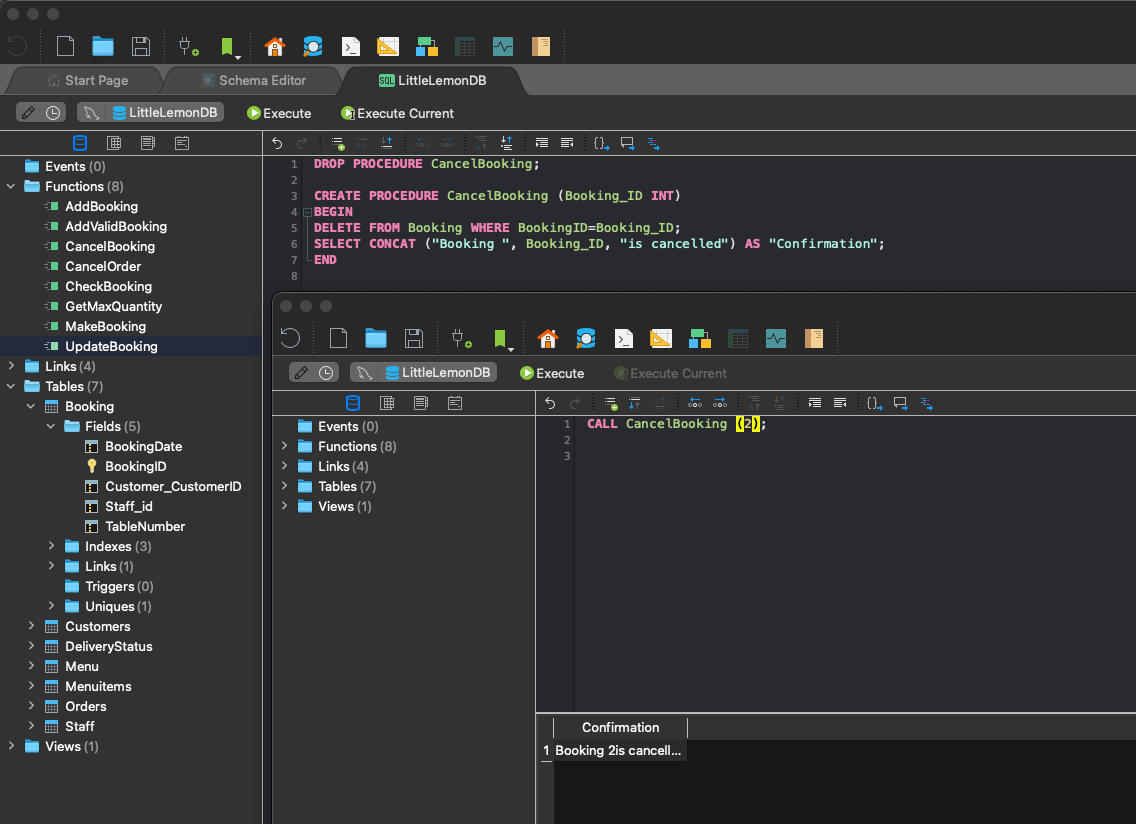 Start Page
Schema Editor
SQL LittleLemonDB
LittleLemonDB
Execute
Execute Current
Events (0)
Functions (8)
AddBooking
AddValidBooking
CancelBooking
CancelOrder
CheckBooking
GetMaxQuantity
MakeBooking
UpdateBooking
Links (4)
Tables (7)
Booking
Fields (5)
BookingDate
BookingID
Customer_CustomerID
Staff_id
TableNumber
Indexes (3)
Links (1)
Triggers (0)
Uniques (1)
Customers
DeliveryStatus
Menu
Menuitems
Orders
Staff
Views (1)
1 DROP PROCEDURE CancelBooking;
2
3 CREATE PROCEDURE CancelBooking (Booking_ID INT)
4 BEGIN
5 DELETE FROM Booking WHERE BookingID=Booking_ID;
6 SELECT CONCAT ("Booking ", Booking_ID, "is cancelled") AS "Confirmation";
7 END
8
LittleLemonDB
Execute
Execute Current
Events (0)
Functions (8)
Links (4)
Tables (7)
Views (1)
1 CALL CancelBooking (2);
2
3
Confirmation
1 Booking 2is cancell...